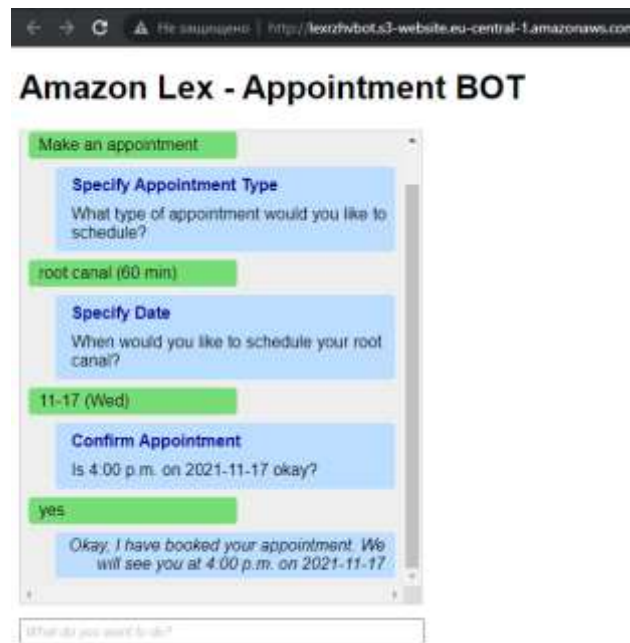 Не защищено | http://lexrzhvbot.s3-website.eu-central-1.amazonaws.com
Amazon Lex - Appointment BOT
Make an appointment
Specify Appointment Type
What type of appointment would you like to
schedule?
root canal (60 min)
Specify Date
When would you like to schedule your root
canal?
11-17 (Wed)
Confirm Appointment
Is 4:00 p.m. on 2021-11-17 okay?
yes
Okay, I have booked your appointment. We
will see you at 4:00 p.m. on 2021-11-17
What do you want to do?